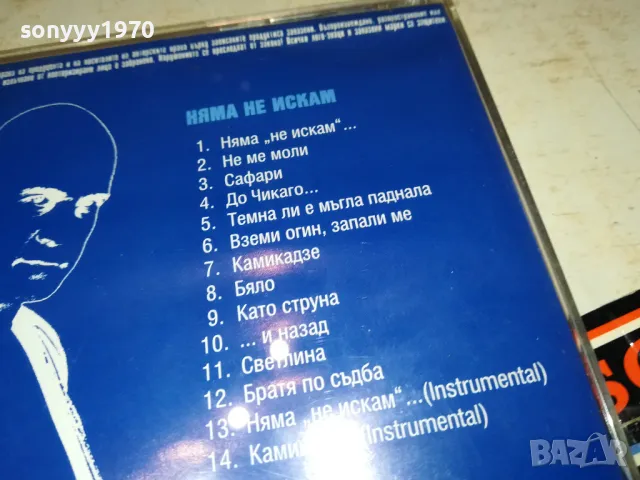 sonyyy1970
НЯМА НЕ ИСКАМ
1. Няма „не искам“...
2. Не ме моли
3. Сафари
4. До Чикаго...
5. Темна ли е мъгла паднала
6. Вземи огин, запали ме
7. Камикадзе
8. Бяло
9. Като струна
10. ... и назад
11. Светлина
12. Братя по съдба
13. Няма „не искам“ ...(Instrumental)
14. (Instrumental)
BAZAR